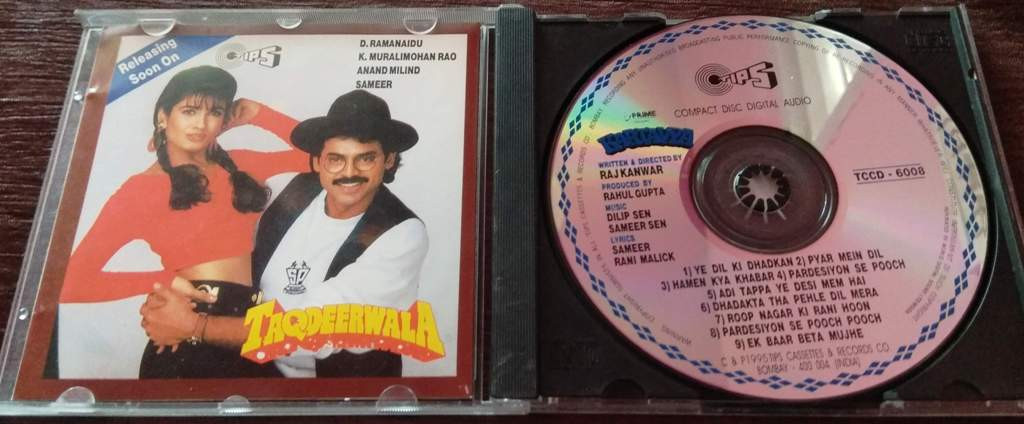 Releasing
Soon On
TIPS
D. RAMANAIDU
K. MURALIMOHAN RAO
ANAND MILIND
SAMEER
SP
TAQDEERWALA
TIPS
COMPACT DISC DIGITAL AUDIO
PRIME
WRITTEN & DIRECTED BY
RAJ KANWAR
PRODUCED BY
RAHUL GUPTA
MUSIC
DILIP SEN
SAMEER SEN
LYRICS
SAMEER
RANI MALICK
TCCD - 6008
1) YE DIL KI DHADKAN 2) PYAR MEIN DIL
3) HAMEN KYA KHABAR 4) PARDESIYON SE POOCH
5) ADI TAPPA YE DESI MEM HAI
6) DHADAKTA THA PEHLE DIL MERA
7) ROOP NAGAR KI RANI HOON
8) PARDESIYON SE POOCH POOCH
9) EK BAAR BETA MUJHE
C & P 1995 TIPS CASSETTES & RECORDS CO.
BOMBAY - 400 004 (INDIA)